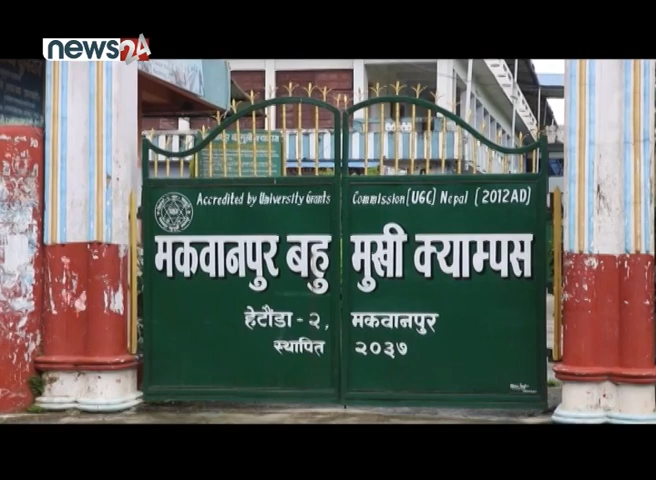 news24
Accredited by University Grants Commission (UGC) Nepal (2012AD)
मकवानपुर बहुमुखी क्याम्पस
हेटौंडा - २, मकवानपुर
स्थापित २०३७